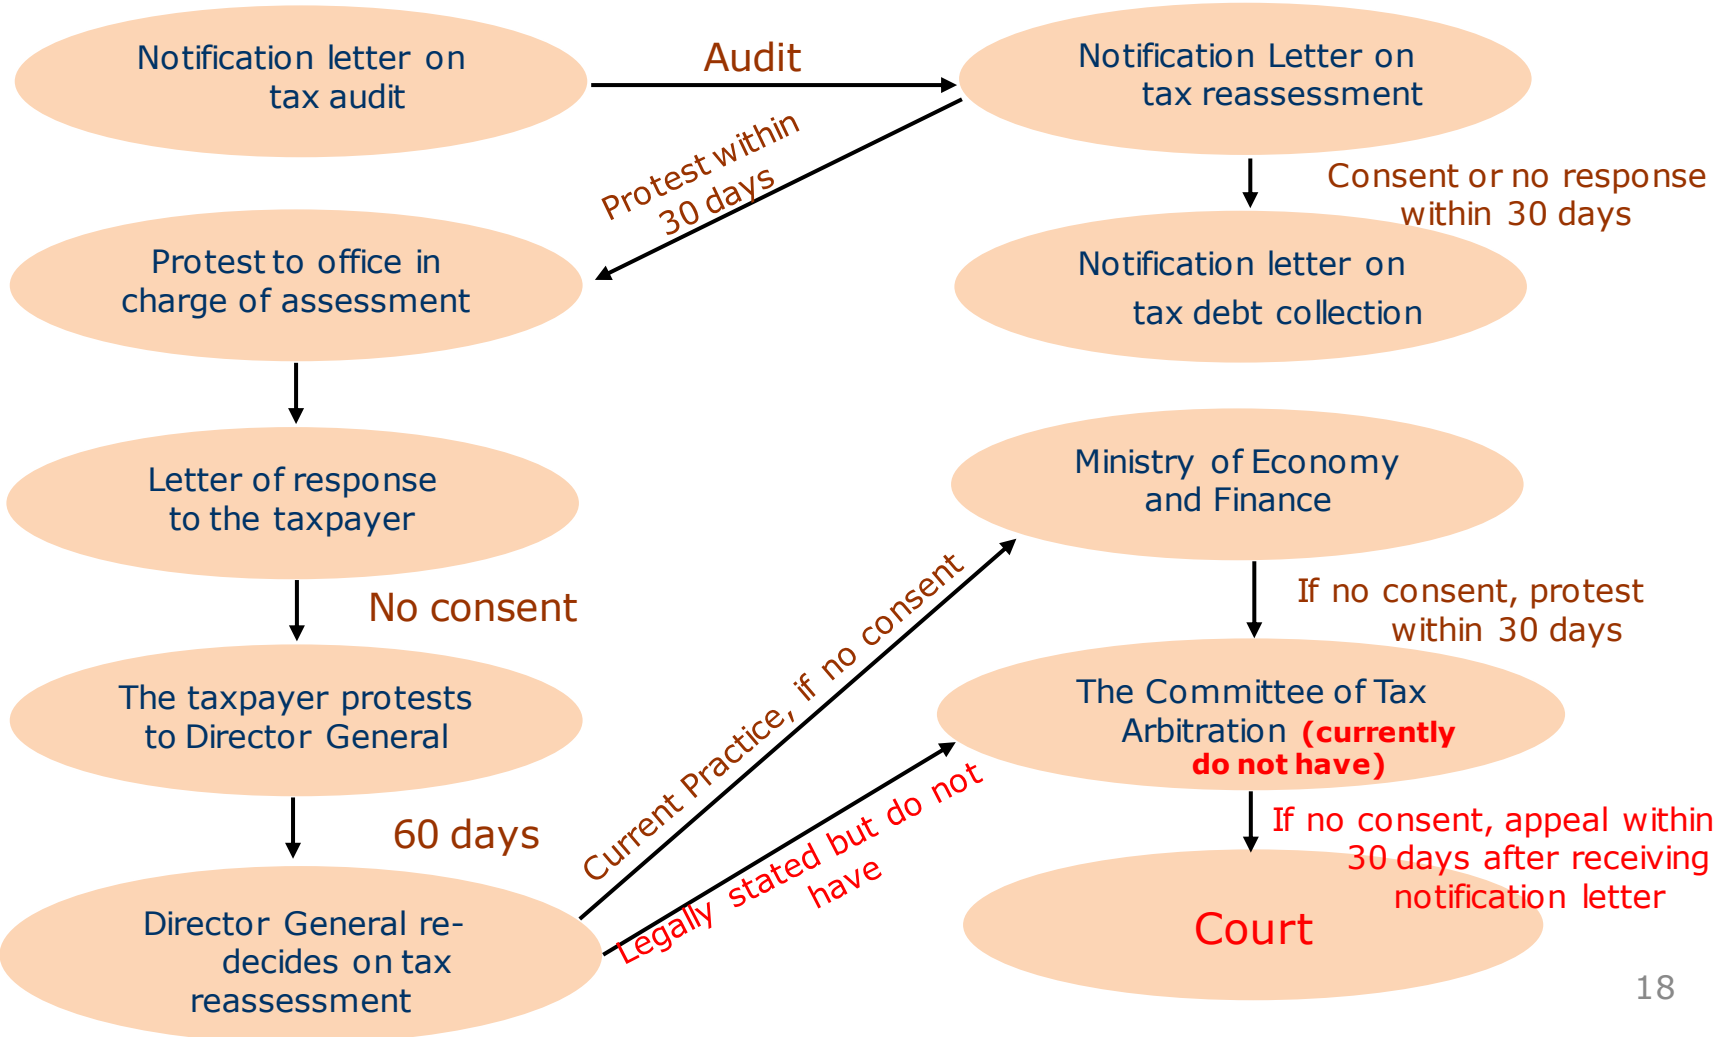 Notification letter on
tax audit
Audit
Notification Letter on
tax reassessment
Protest within
30 days
Consent or no response
within 30 days
Protest to office in
charge of assessment
Notification letter on
tax debt collection
Letter of response
to the taxpayer
No consent
The taxpayer protests
to Director General
60 days
Director General re-
decides on tax
reassessment
Current Practice, if no consent
Legally stated but do not
have
Ministry of Economy
and Finance
If no consent, protest
within 30 days
The Committee of Tax
Arbitration (currently
do not have)
If no consent, appeal within
30 days after receiving
notification letter
Court
18